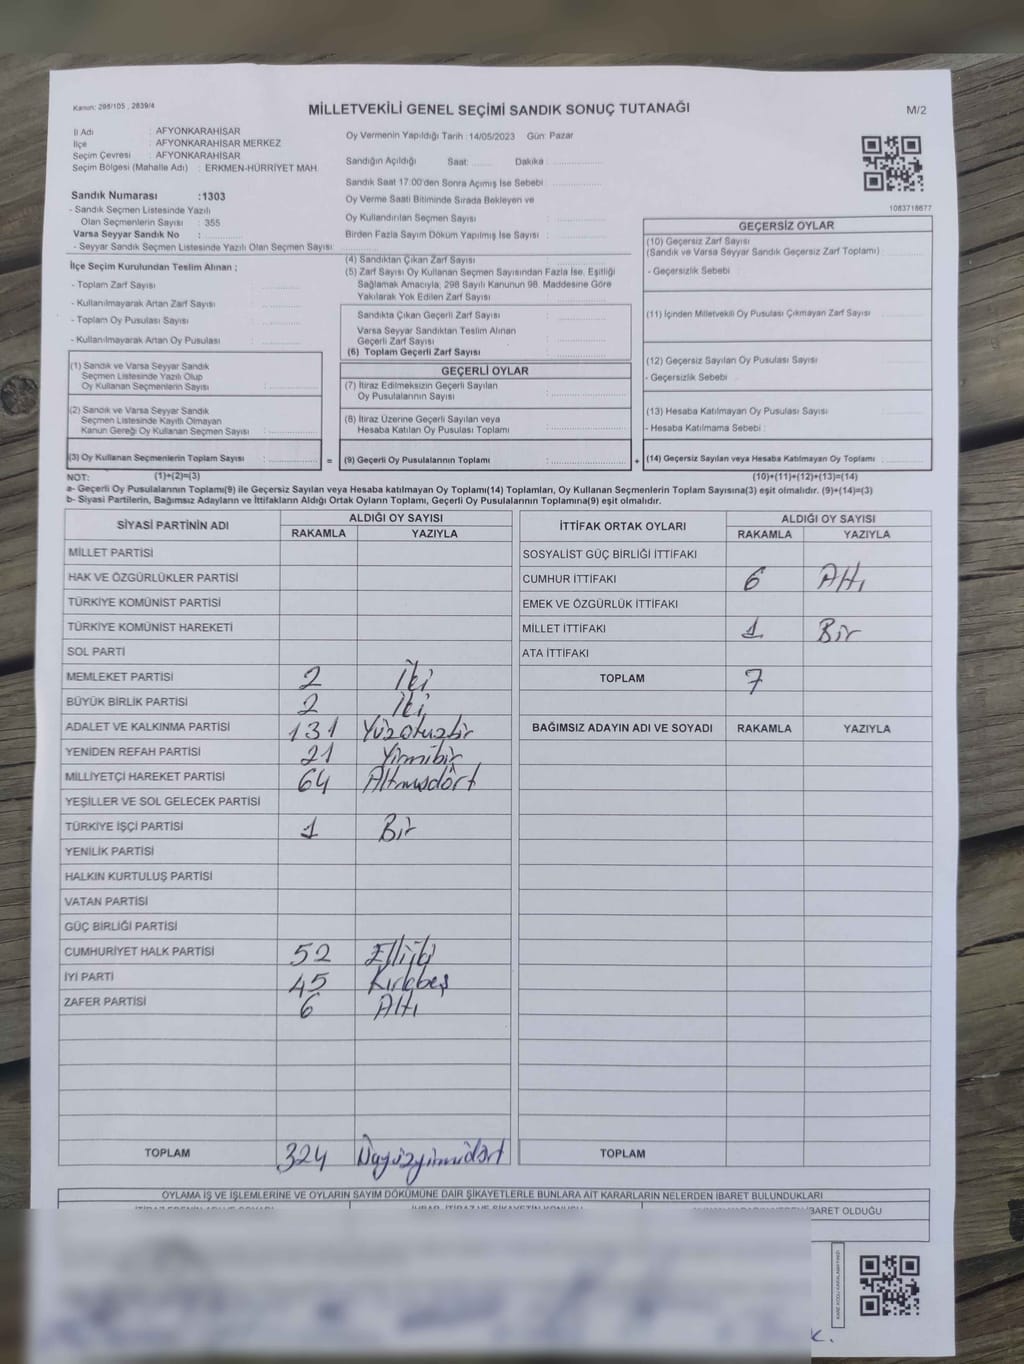 Kanun: 298/105 , 2839/4
MİLLETVEKİLİ GENEL SEÇİMİ SANDIK SONUÇ TUTANAĞI
M/2
İl Adı : AFYONKARAHİSAR
İlçe : AFYONKARAHİSAR MERKEZ
Seçim Çevresi : AFYONKARAHİSAR
Seçim Bölgesi (Mahalle Adı) : ERKMEN-HÜRRİYET MAH.
Sandık Numarası :1303
- Sandık Seçmen Listesinde Yazılı
Olan Seçmenlerin Sayısı : 355
Varsa Seyyar Sandık No :
- Seyyar Sandık Seçmen Listesinde Yazılı Olan Seçmen Sayısı :
İlçe Seçim Kurulundan Teslim Alınan ;
- Toplam Zarf Sayısı :
- Kullanılmayarak Artan Zarf Sayısı :
- Toplam Oy Pusulası Sayısı :
- Kullanılmayarak Artan Oy Pusulası :
(1) Sandık ve Varsa Seyyar Sandık
Seçmen Listesinde Yazılı Olup
Oy Kullanan Seçmenlerin Sayısı :
(2) Sandık ve Varsa Seyyar Sandık
Seçmen Listesinde Kayıtlı Olmayan
Kanun Gereği Oy Kullanan Seçmen Sayısı :
(3) Oy Kullanan Seçmenlerin Toplam Sayısı :
Oy Vermenin Yapıldığı Tarih :14/05/2023 Gün: Pazar
Sandığın Açıldığı Saat: Dakika :
Sandık Saat 17:00'den Sonra Açımış İse Sebebi :
Oy Verme Saati Bitiminde Sırada Bekleyen ve
Oy Kullandırılan Seçmen Sayısı :
Birden Fazla Sayım Döküm Yapılmış İse Sayısı :
(4) Sandıktan Çıkan Zarf Sayısı :
(5) Zarf Sayısı Oy Kullanan Seçmen Sayısından Fazla İse, Eşitliği
Sağlamak Amacıyla, 298 Sayılı Kanunun 98. Maddesine Göre
Yakılarak Yok Edilen Zarf Sayısı :
Sandıkta Çıkan Geçerli Zarf Sayısı :
Varsa Seyyar Sandıktan Teslim Alınan
Geçerli Zarf Sayısı :
(6) Toplam Geçerli Zarf Sayısı :
GEÇERLİ OYLAR
(7) İtiraz Edilmeksizin Geçerli Sayılan
Oy Pusulalarının Sayısı :
(8) İtiraz Üzerine Geçerli Sayılan veya
Hesaba Katılan Oy Pusulası Toplamı :
= (9) Geçerli Oy Pusulalarının Toplamı :
1083718677
GEÇERSİZ OYLAR
(10) Geçersiz Zarf Sayısı
(Sandık ve Varsa Seyyar Sandık Geçersiz Zarf Toplamı) :
- Geçersizlik Sebebi :
(11) İçinden Milletvekili Oy Pusulası Çıkmayan Zarf Sayısı :
(12) Geçersiz Sayılan Oy Pusulası Sayısı :
- Geçersizlik Sebebi :
(13) Hesaba Katılmayan Oy Pusulası Sayısı :
- Hesaba Katılmama Sebebi :
+ (14) Geçersiz Sayılan veya Hesaba Katılmayan Oy Toplamı :
NOT: (1)+(2)=(3) (10)+(11)+(12)+(13)=(14)
a- Geçerli Oy Pusulalarının Toplamı(9) ile Geçersiz Sayılan veya Hesaba katılmayan Oy Toplamı(14) Toplamları, Oy Kullanan Seçmenlerin Toplam Sayısına(3) eşit olmalıdır. (9)+(14)=(3)
b- Siyasi Partilerin, Bağımsız Adayların ve İttifakların Aldığı Ortak Oyların Toplamı, Geçerli Oy Pusulalarının Toplamına(9) eşit olmalıdır.
SİYASİ PARTİNİN ADI ALDIĞI OY SAYISI
RAKAMLA YAZIYLA
MİLLET PARTİSİ
HAK VE ÖZGÜRLÜKLER PARTİSİ
TÜRKİYE KOMÜNİST PARTİSİ
TÜRKİYE KOMÜNİST HAREKETİ
SOL PARTİ
MEMLEKET PARTİSİ 2 İki
BÜYÜK BİRLİK PARTİSİ 2 İki
ADALET VE KALKINMA PARTİSİ 131 Yüzotuzbir
YENİDEN REFAH PARTİSİ 21 Yirmibir
MİLLİYETÇİ HAREKET PARTİSİ 64 Altmışdört
YEŞİLLER VE SOL GELECEK PARTİSİ
TÜRKİYE İŞÇİ PARTİSİ 1 Bir
YENİLİK PARTİSİ
HALKIN KURTULUŞ PARTİSİ
VATAN PARTİSİ
GÜÇ BİRLİĞİ PARTİSİ
CUMHURİYET HALK PARTİSİ 52 Elliiki
İYİ PARTİ 45 Kırkbeş
ZAFER PARTİSİ 6 Altı
TOPLAM 324
İTTİFAK ORTAK OYLARI ALDIĞI OY SAYISI
RAKAMLA YAZIYLA
SOSYALİST GÜÇ BİRLİĞİ İTTİFAKI
CUMHUR İTTİFAKI 6 Altı
EMEK VE ÖZGÜRLÜK İTTİFAKI
MİLLET İTTİFAKI 1 Bir
ATA İTTİFAKI
TOPLAM 7
BAĞIMSIZ ADAYIN ADI VE SOYADI RAKAMLA YAZIYLA
TOPLAM
OYLAMA İŞ VE İŞLEMLERİNE VE OYLARIN SAYIM DÖKÜMÜNE DAİR ŞİKAYETLERLE BUNLARA AİT KARARLARIN NELERDEN İBARET BULUNDUKLARI
İBARET OLDUĞU